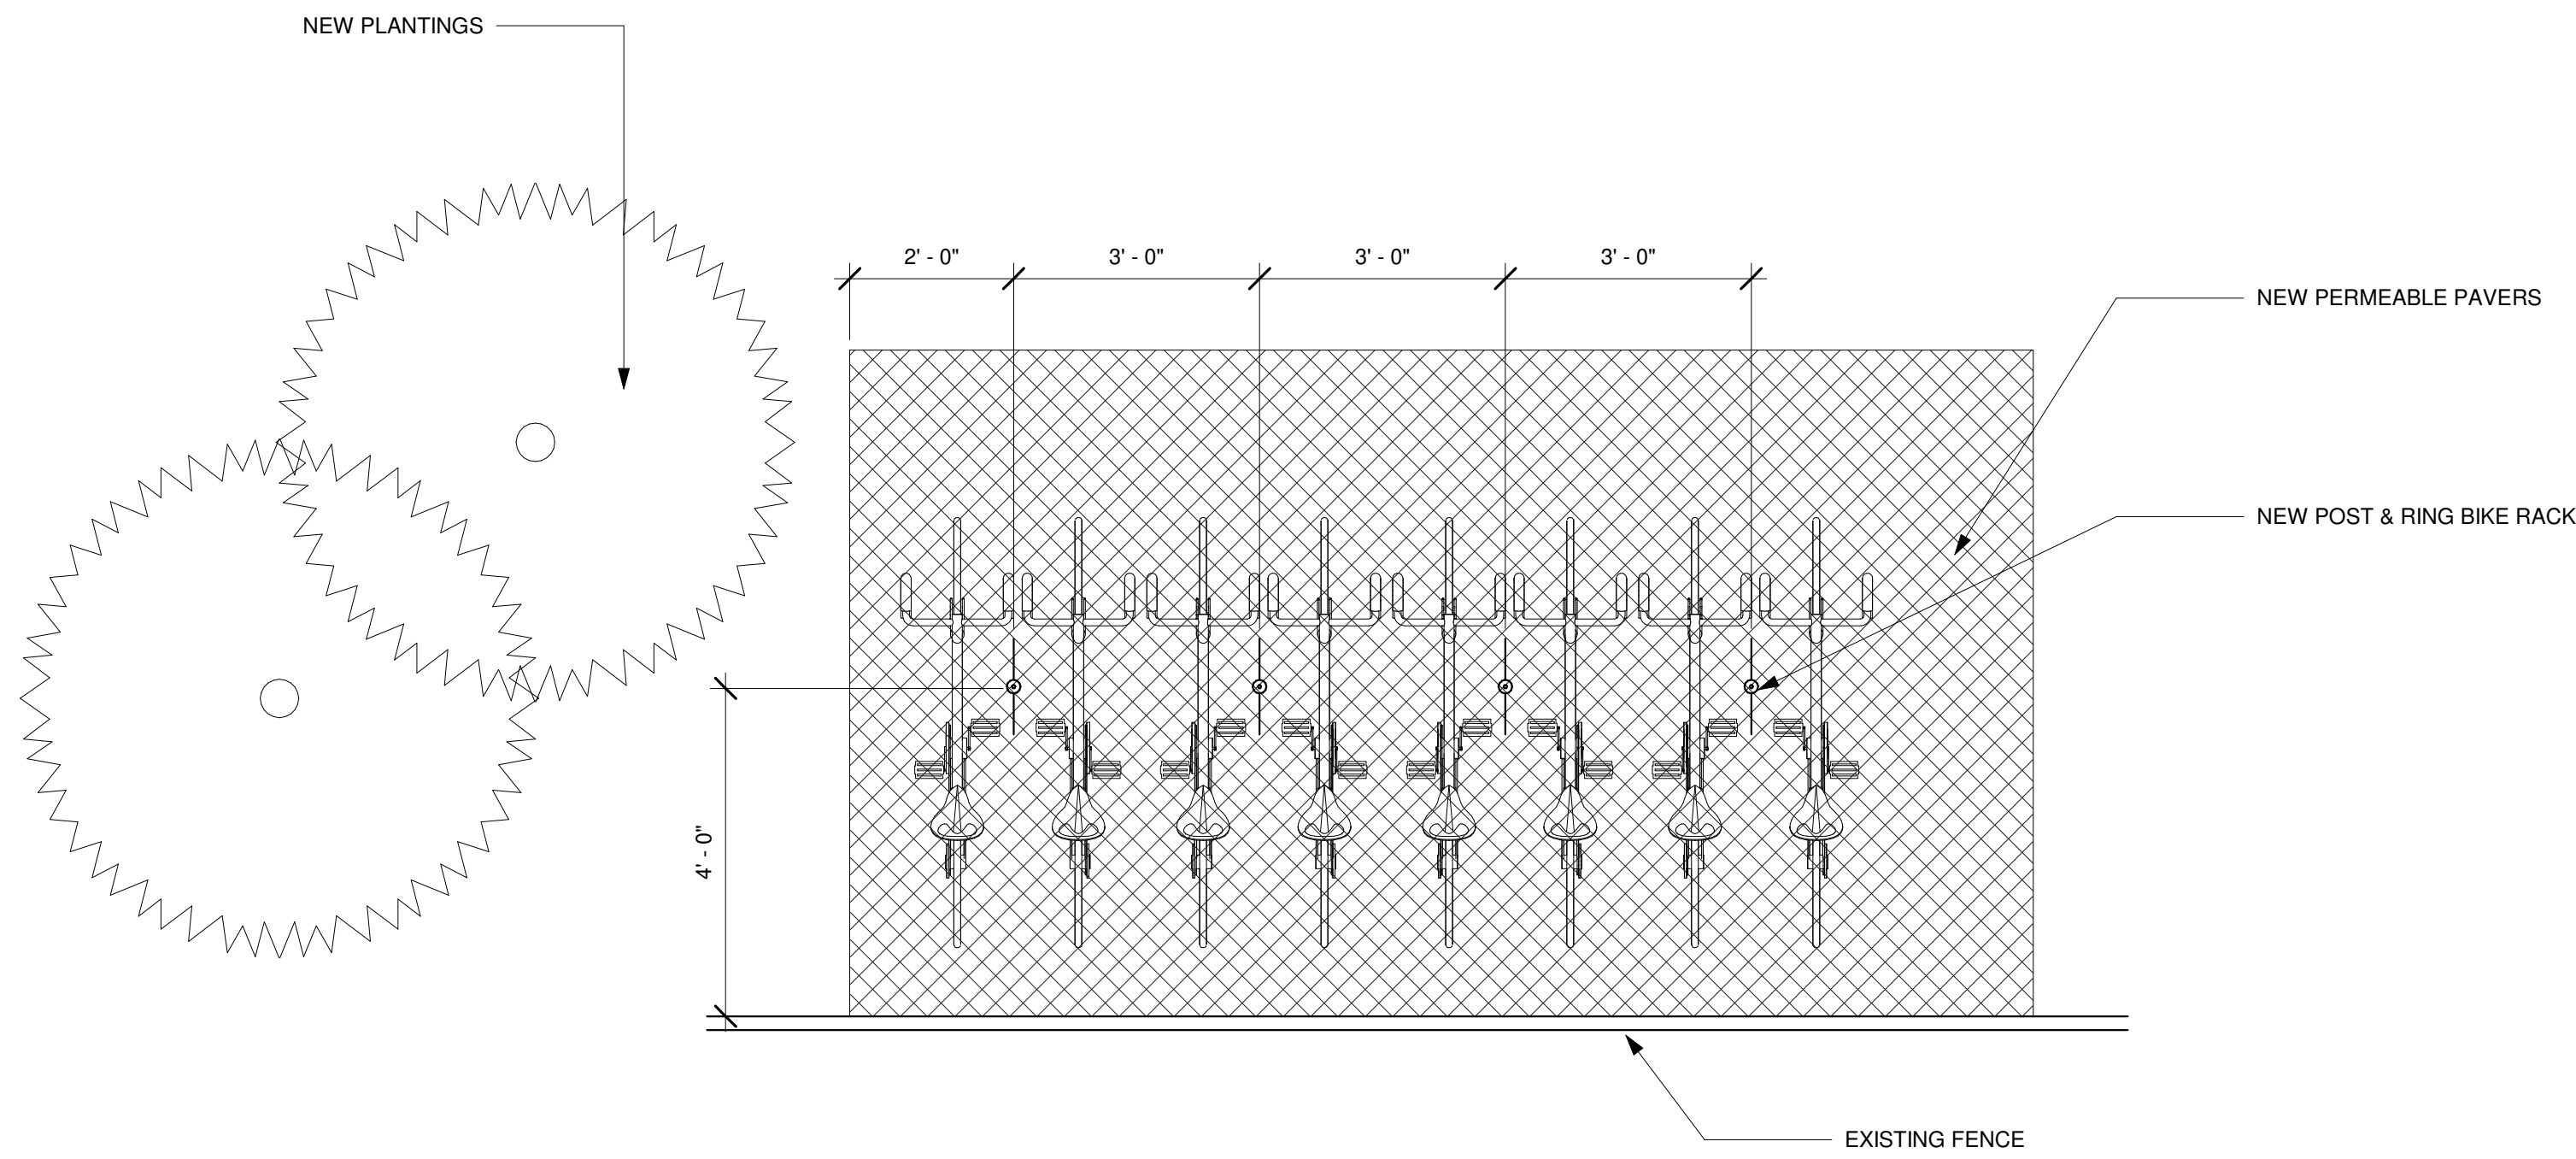 NEW PLANTINGS
2' - 0"
3' - 0"
3' - 0"
3' - 0"
NEW PERMEABLE PAVERS
NEW POST & RING BIKE RACK
4' - 0"
EXISTING FENCE